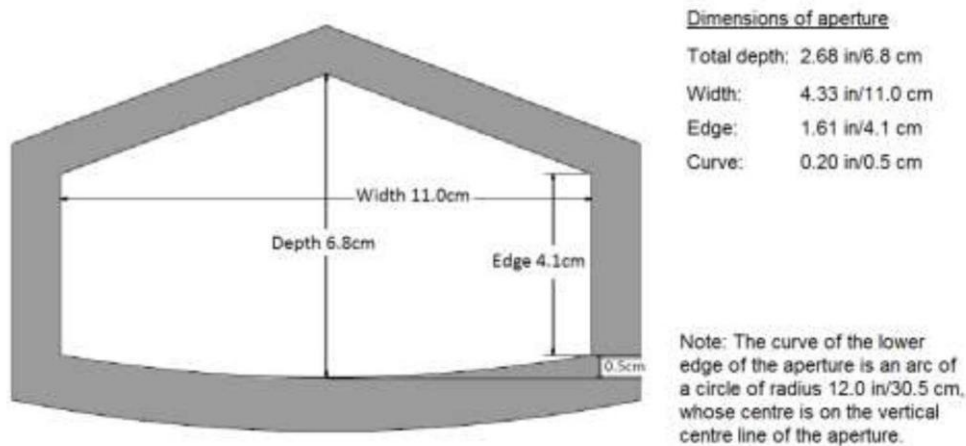 Dimensions of aperture
Total depth: 2.68 in/6.8 cm
Width: 4.33 in/11.0 cm
Edge: 1.61 in/4.1 cm
Curve: 0.20 in/0.5 cm
Width 11.0cm
Depth 6.8cm
Edge 4.1cm
0.5cm
Note: The curve of the lower
edge of the aperture is an arc of
a circle of radius 12.0 in/30.5 cm,
whose centre is on the vertical
centre line of the aperture.